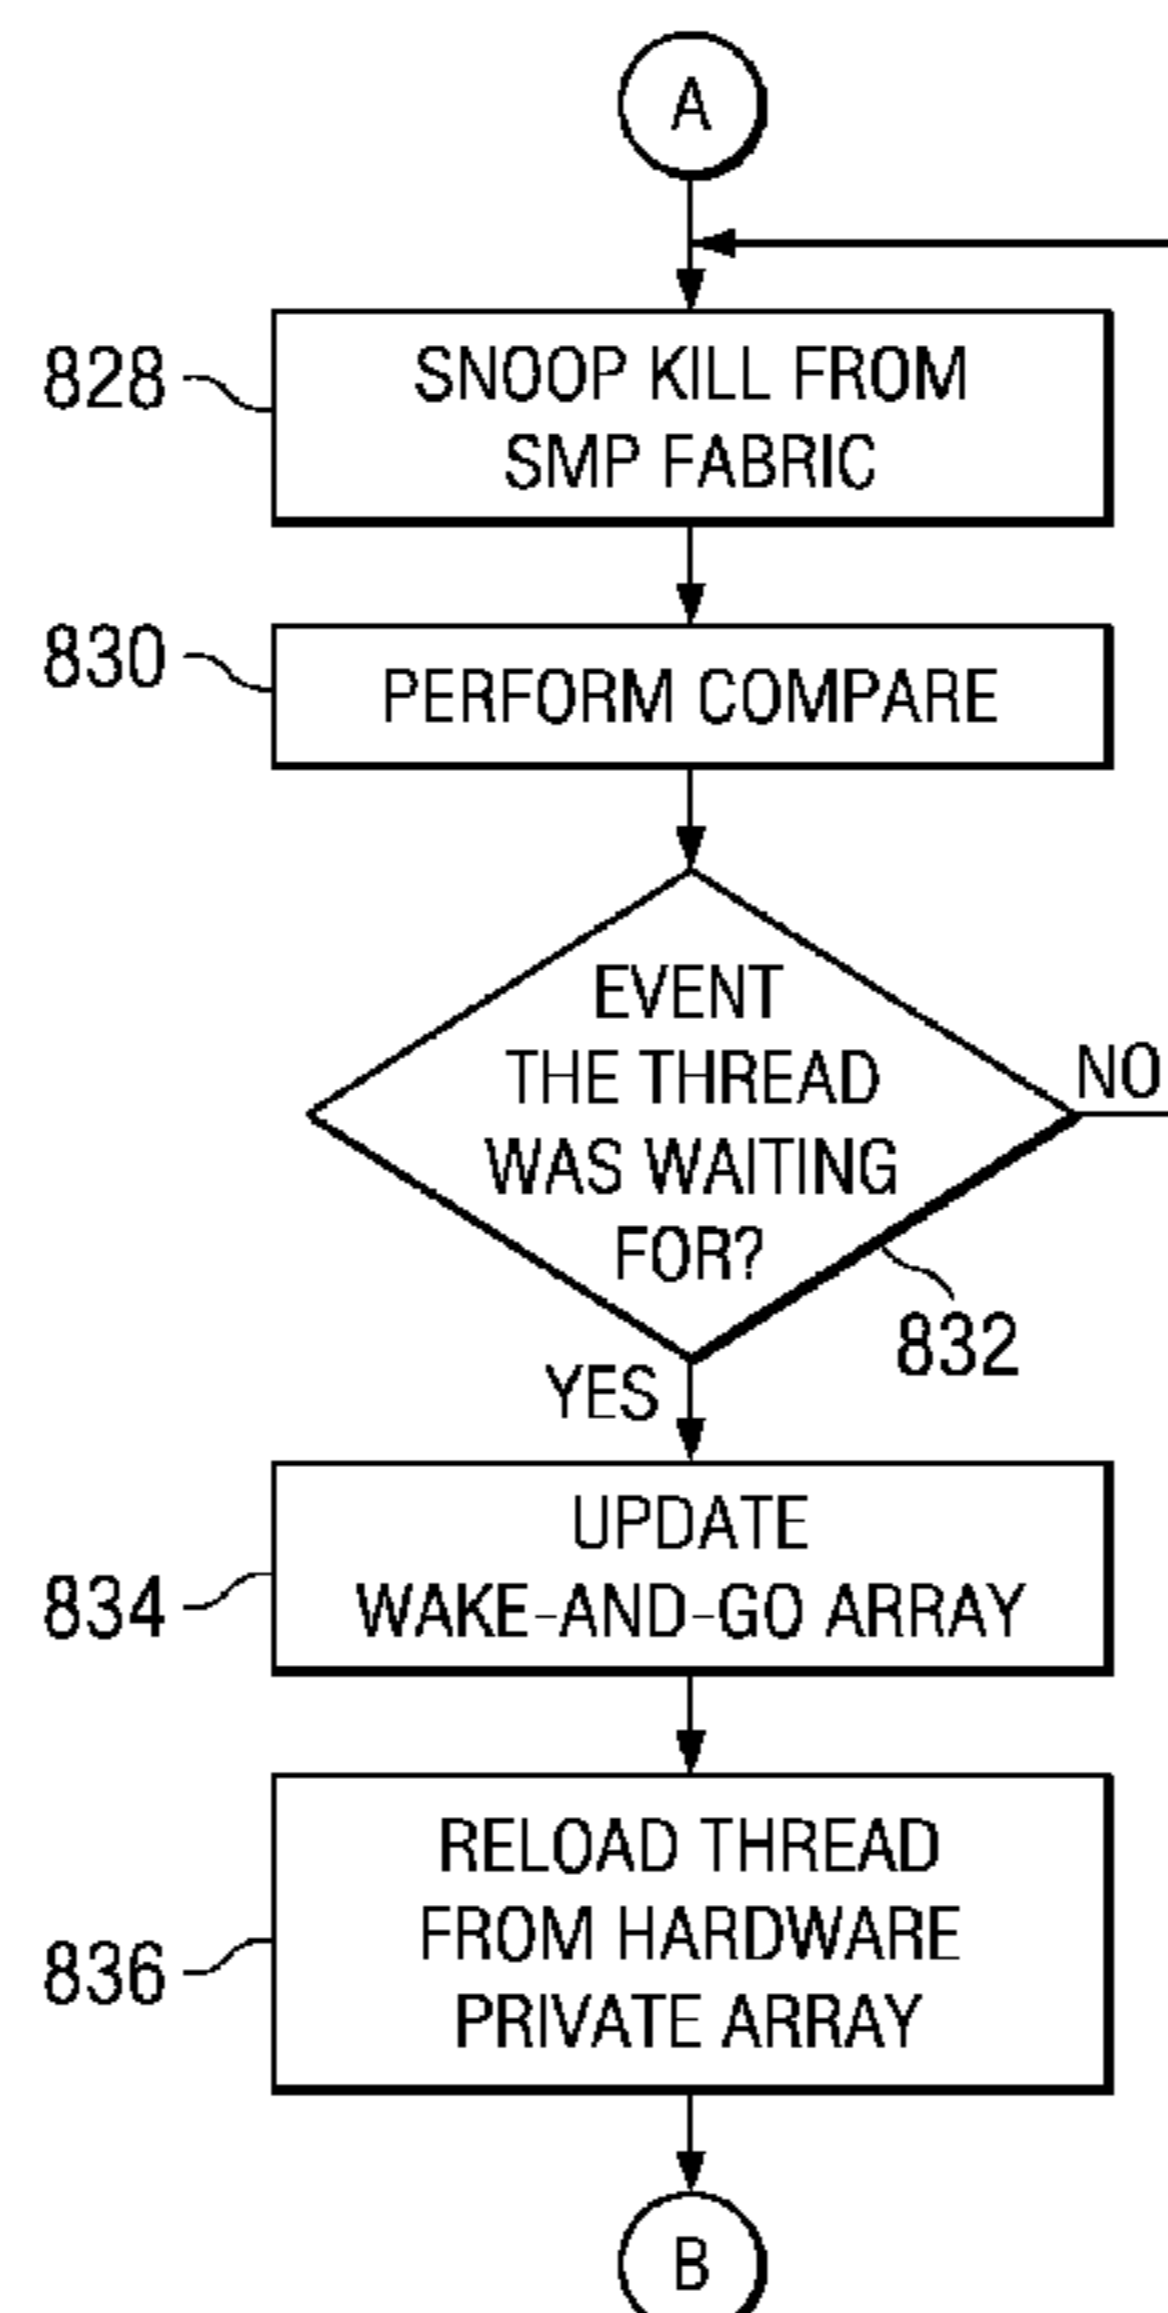 A
828
SNOOP KILL FROM
SMP FABRIC
830
PERFORM COMPARE
EVENT
THE THREAD
WAS WAITING
FOR?
NO
832
YES
834
UPDATE
WAKE-AND-GO ARRAY
836
RELOAD THREAD
FROM HARDWARE
PRIVATE ARRAY
B